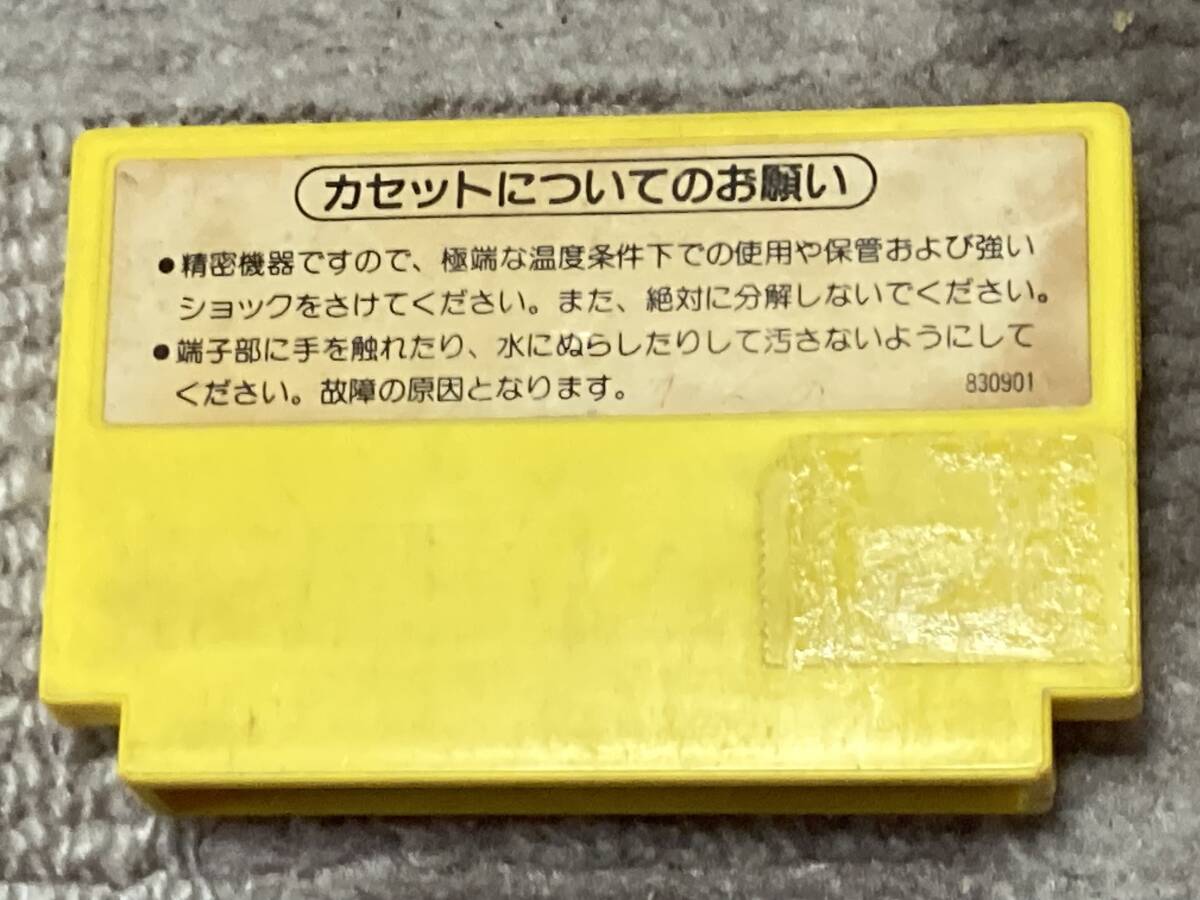 カセットについてのお願い
●精密機器ですので、極端な温度条件下での使用や保管および強い
ショックをさけてください。また、絶対に分解しないでください。
●端子部に手を触れたり、水にぬらしたりして汚さないようにして
ください。故障の原因となります。
830901